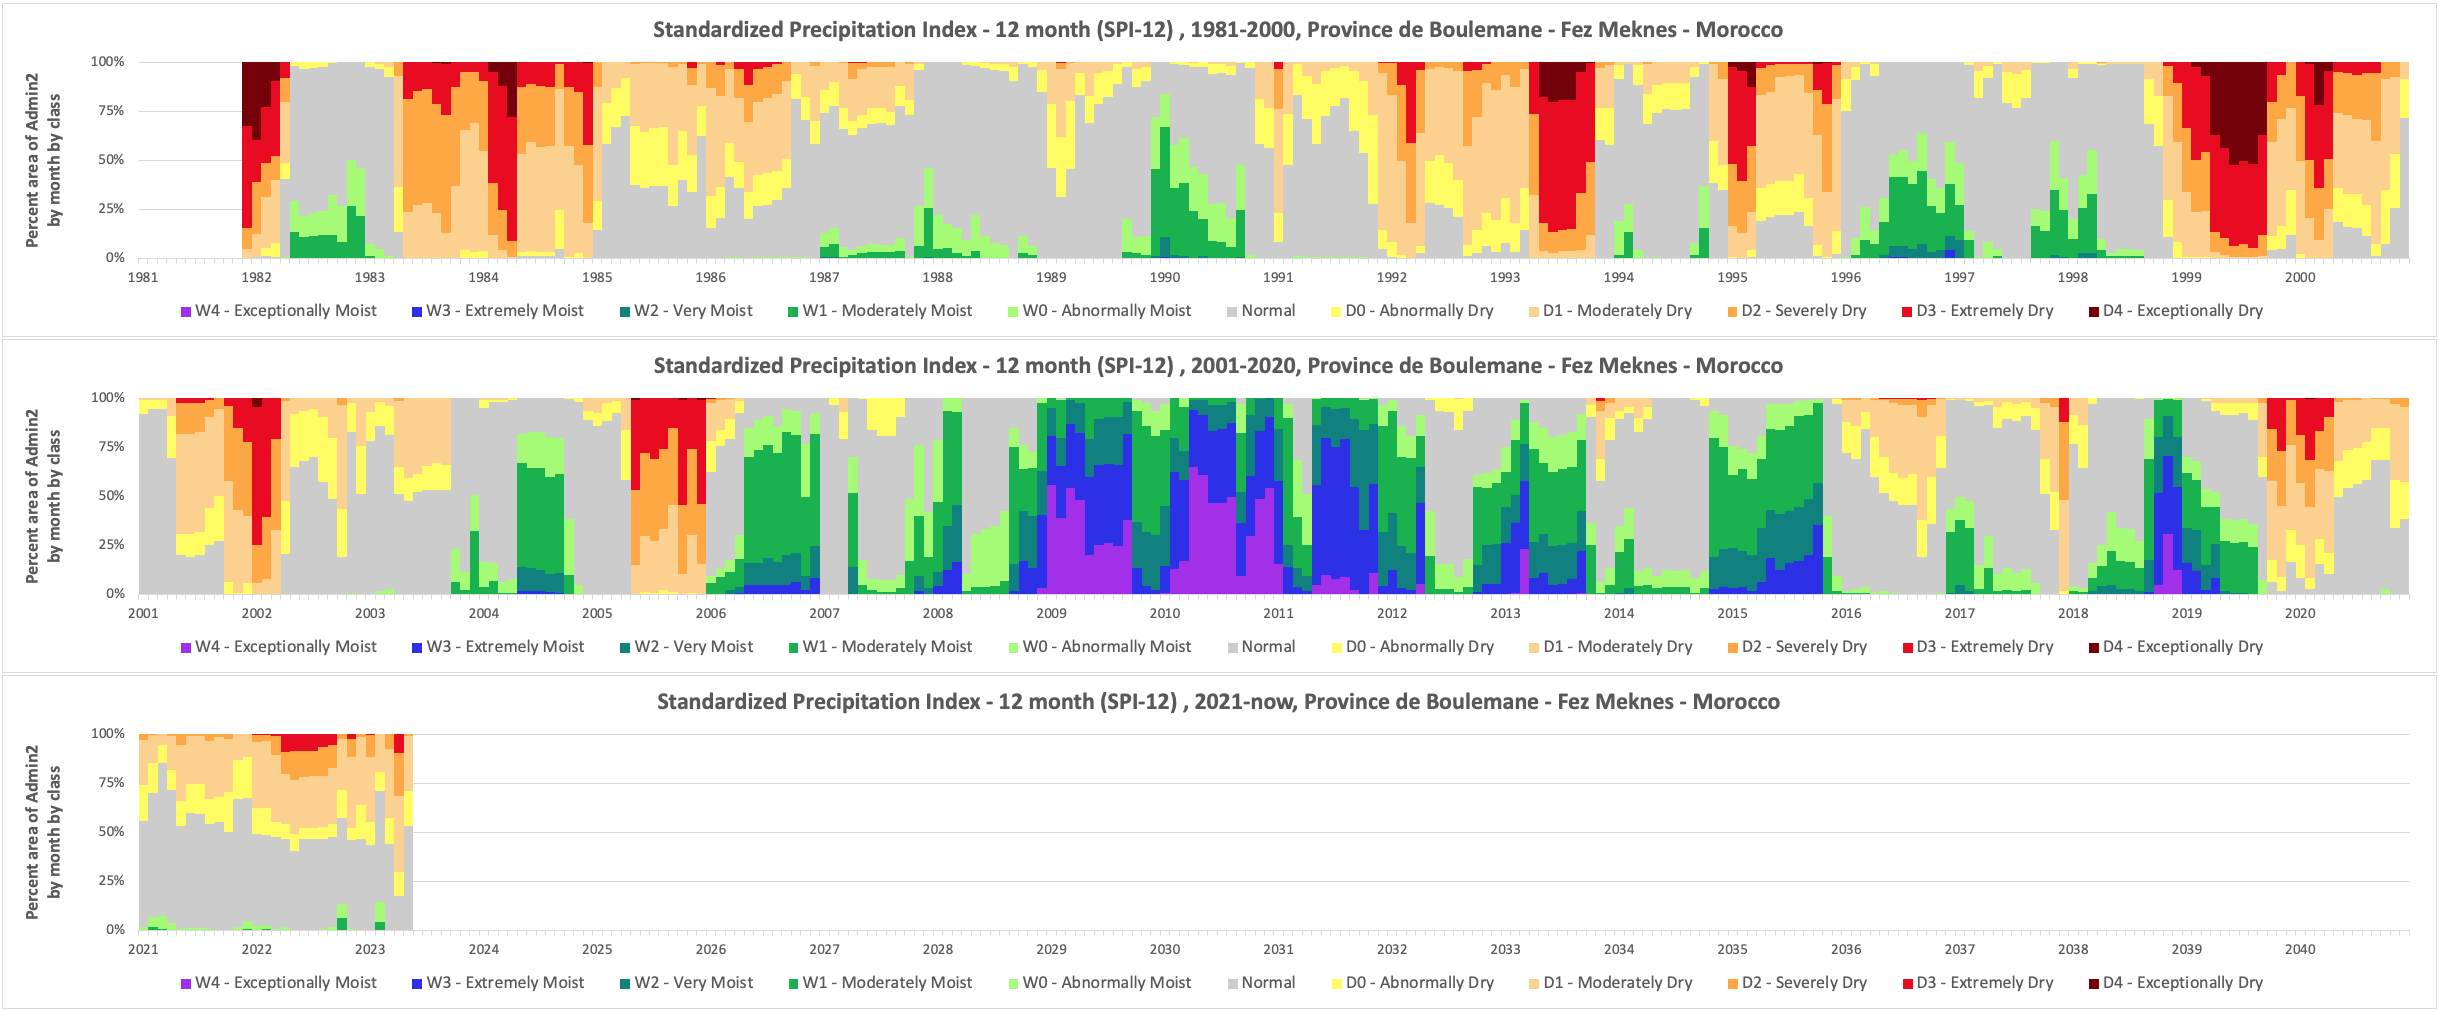 Standardized Precipitation Index - 12 month (SPI-12) , 1981-2000, Province de Boulemane - Fez Meknes - Morocco
Percent area of Admin2
by month by class
100%
75%
50%
25%
0%
1981 1982 1983 1984 1985 1986 1987 1988 1989 1990 1991 1992 1993 1994 1995 1996 1997 1998 1999 2000
W4 - Exceptionally Moist W3 - Extremely Moist W2 - Very Moist W1 - Moderately Moist W0 - Abnormally Moist Normal D0 - Abnormally Dry D1 - Moderately Dry D2 - Severely Dry D3 - Extremely Dry D4 - Exceptionally Dry
Standardized Precipitation Index - 12 month (SPI-12) , 2001-2020, Province de Boulemane - Fez Meknes - Morocco
Percent area of Admin2
by month by class
100%
75%
50%
25%
0%
2001 2002 2003 2004 2005 2006 2007 2008 2009 2010 2011 2012 2013 2014 2015 2016 2017 2018 2019 2020
W4 - Exceptionally Moist W3 - Extremely Moist W2 - Very Moist W1 - Moderately Moist W0 - Abnormally Moist Normal D0 - Abnormally Dry D1 - Moderately Dry D2 - Severely Dry D3 - Extremely Dry D4 - Exceptionally Dry
Standardized Precipitation Index - 12 month (SPI-12) , 2021-now, Province de Boulemane - Fez Meknes - Morocco
Percent area of Admin2
by month by class
100%
75%
50%
25%
0%
2021 2022 2023 2024 2025 2026 2027 2028 2029 2030 2031 2032 2033 2034 2035 2036 2037 2038 2039 2040
W4 - Exceptionally Moist W3 - Extremely Moist W2 - Very Moist W1 - Moderately Moist W0 - Abnormally Moist Normal D0 - Abnormally Dry D1 - Moderately Dry D2 - Severely Dry D3 - Extremely Dry D4 - Exceptionally Dry